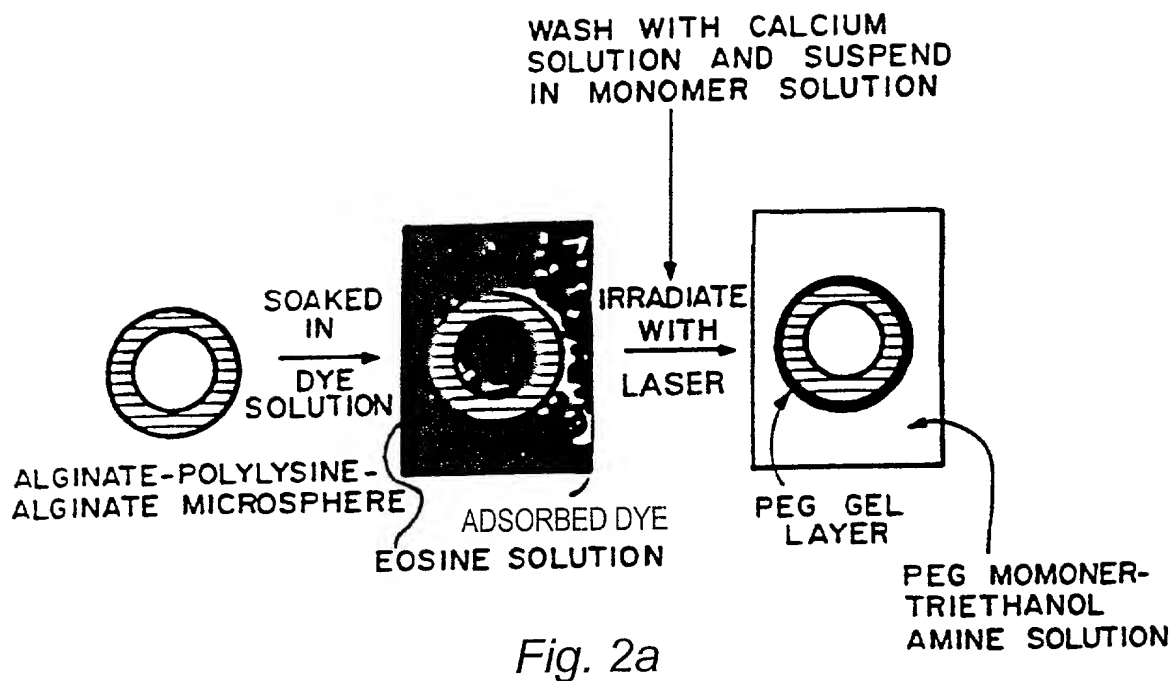 WASH WITH CALCIUM
SOLUTION AND SUSPEND
IN MONOMER SOLUTION
SOAKED
IN
DYE
SOLUTION
IRRADIATE
WITH
LASER
ALGINATE-POLYLYSINE-
ALGINATE MICROSPHERE
ADSORBED DYE
EOSINE SOLUTION
PEG GEL
LAYER
PEG MOMONER-
TRIETHANOL
AMINE SOLUTION
Fig. 2a